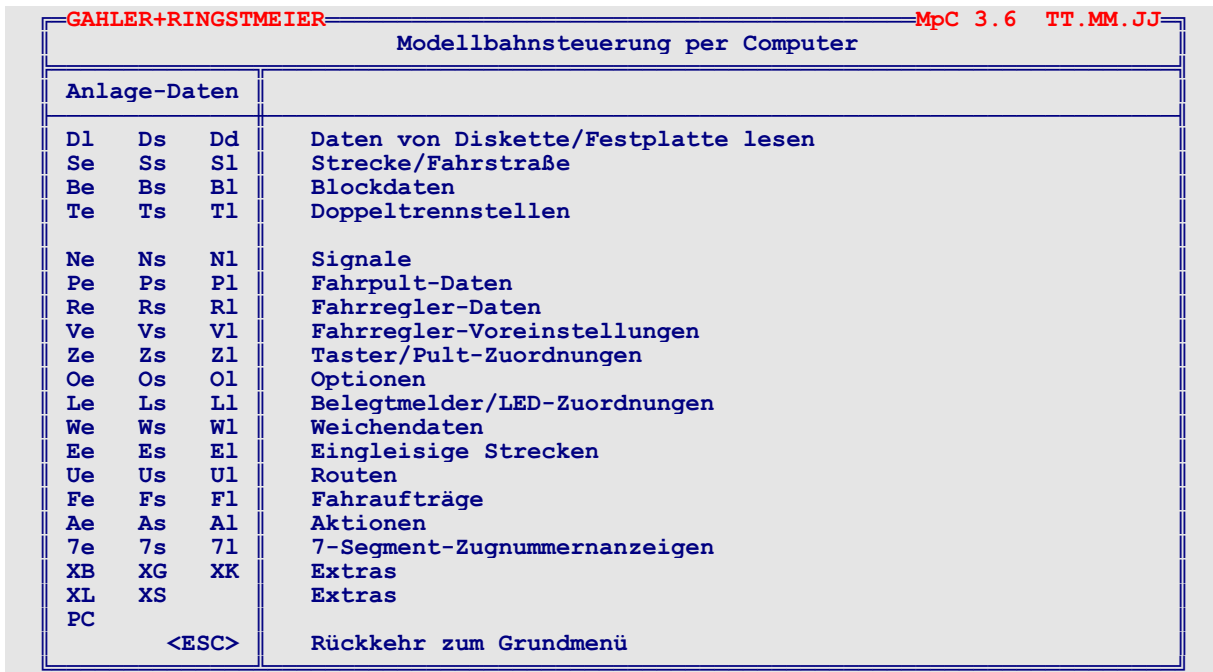 GAHLER+RINGSTMEIER MpC 3.6 TT.MM.JJ
Modellbahnsteuerung per Computer
Anlage-Daten
Dl Ds Dd Daten von Diskette/Festplatte lesen
Se Ss Sl Strecke/Fahrstraße
Be Bs Bl Blockdaten
Te Ts Tl Doppeltrennstellen
Ne Ns Nl Signale
Pe Ps Pl Fahrpult-Daten
Re Rs Rl Fahrregler-Daten
Ve Vs Vl Fahrregler-Voreinstellungen
Ze Zs Zl Taster/Pult-Zuordnungen
Oe Os Ol Optionen
Le Ls Ll Belegtmelder/LED-Zuordnungen
We Ws Wl Weichendaten
Ee Es El Eingleisige Strecken
Ue Us Ul Routen
Fe Fs Fl Fahraufträge
Ae As Al Aktionen
7e 7s 7l 7-Segment-Zugnummernanzeigen
XB XG XK Extras
XL XS Extras
PC
<ESC> Rückkehr zum Grundmenü